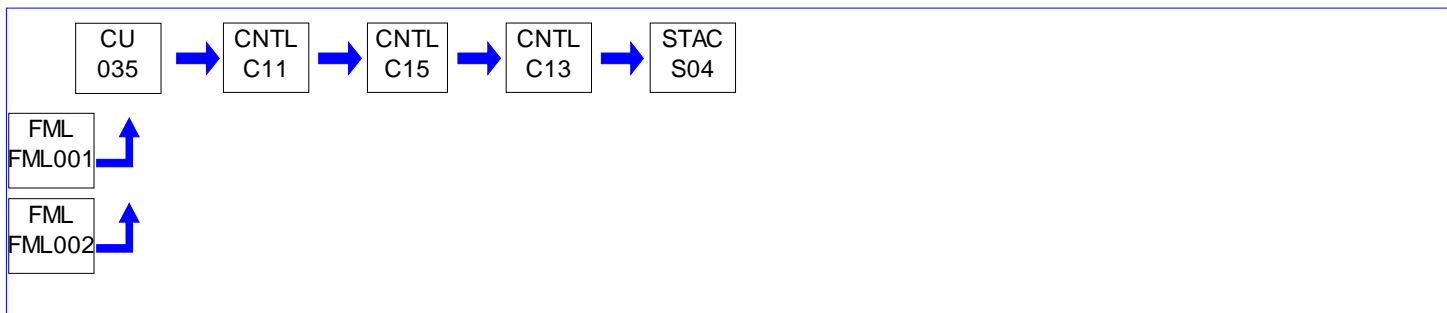 CU
035
CNTL
C11
CNTL
C15
CNTL
C13
STAC
S04
FML
FML001
FML
FML002